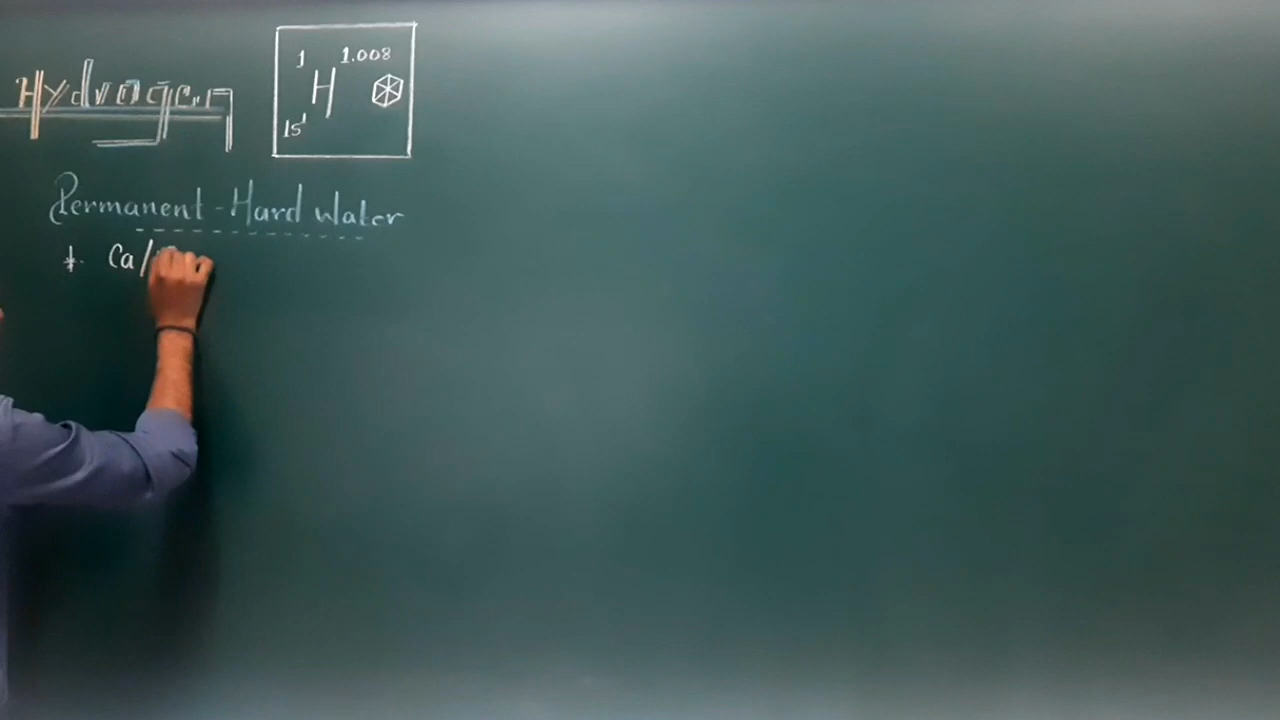 Hydrogen
1 1.008
H
1s¹
Permanent-Hard Water
* Ca/